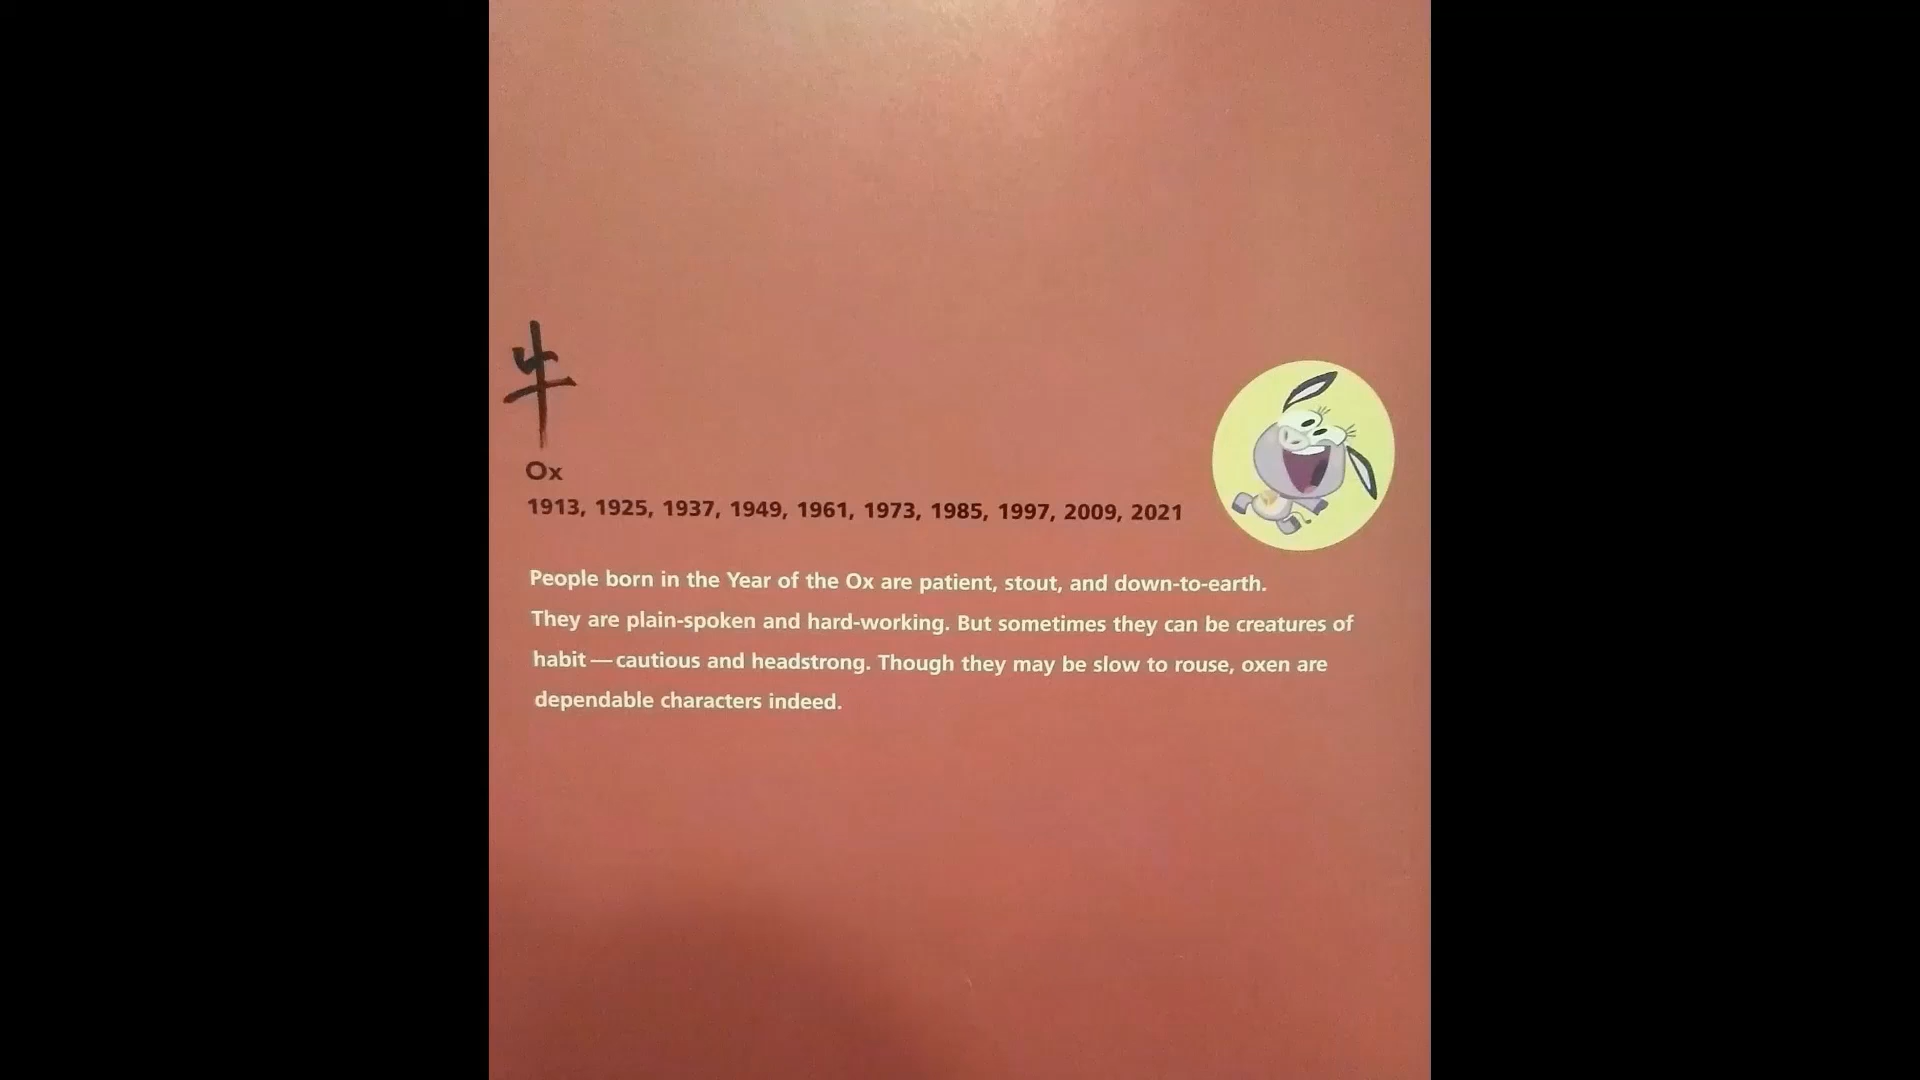 牛
Ox
1913, 1925, 1937, 1949, 1961, 1973, 1985, 1997, 2009, 2021
People born in the Year of the Ox are patient, stout, and down-to-earth.
They are plain-spoken and hard-working. But sometimes they can be creatures of
habit — cautious and headstrong. Though they may be slow to rouse, oxen are
dependable characters indeed.